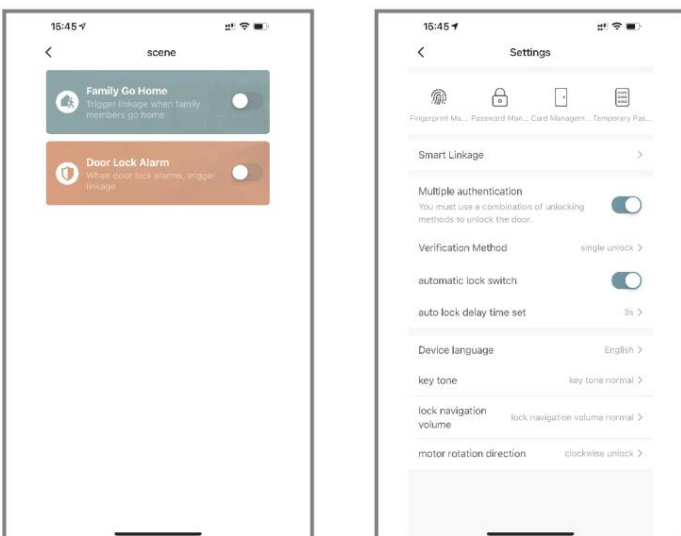 15:45
scene
Family Go Home
Trigger linkage when family
members go home
Door Lock Alarm
When door lock alarms, trigger
linkage
15:45
Settings
Fingerprint Ma... Password Man... Card Managem... Temporary Pas...
Smart Linkage
Multiple authentication
You must use a combination of unlocking
methods to unlock the door.
Verification Method single unlock >
automatic lock switch
auto lock delay time set 3s >
Device language English >
key tone key tone normal >
lock navigation
volume lock navigation volume normal >
motor rotation direction clockwise unlock >